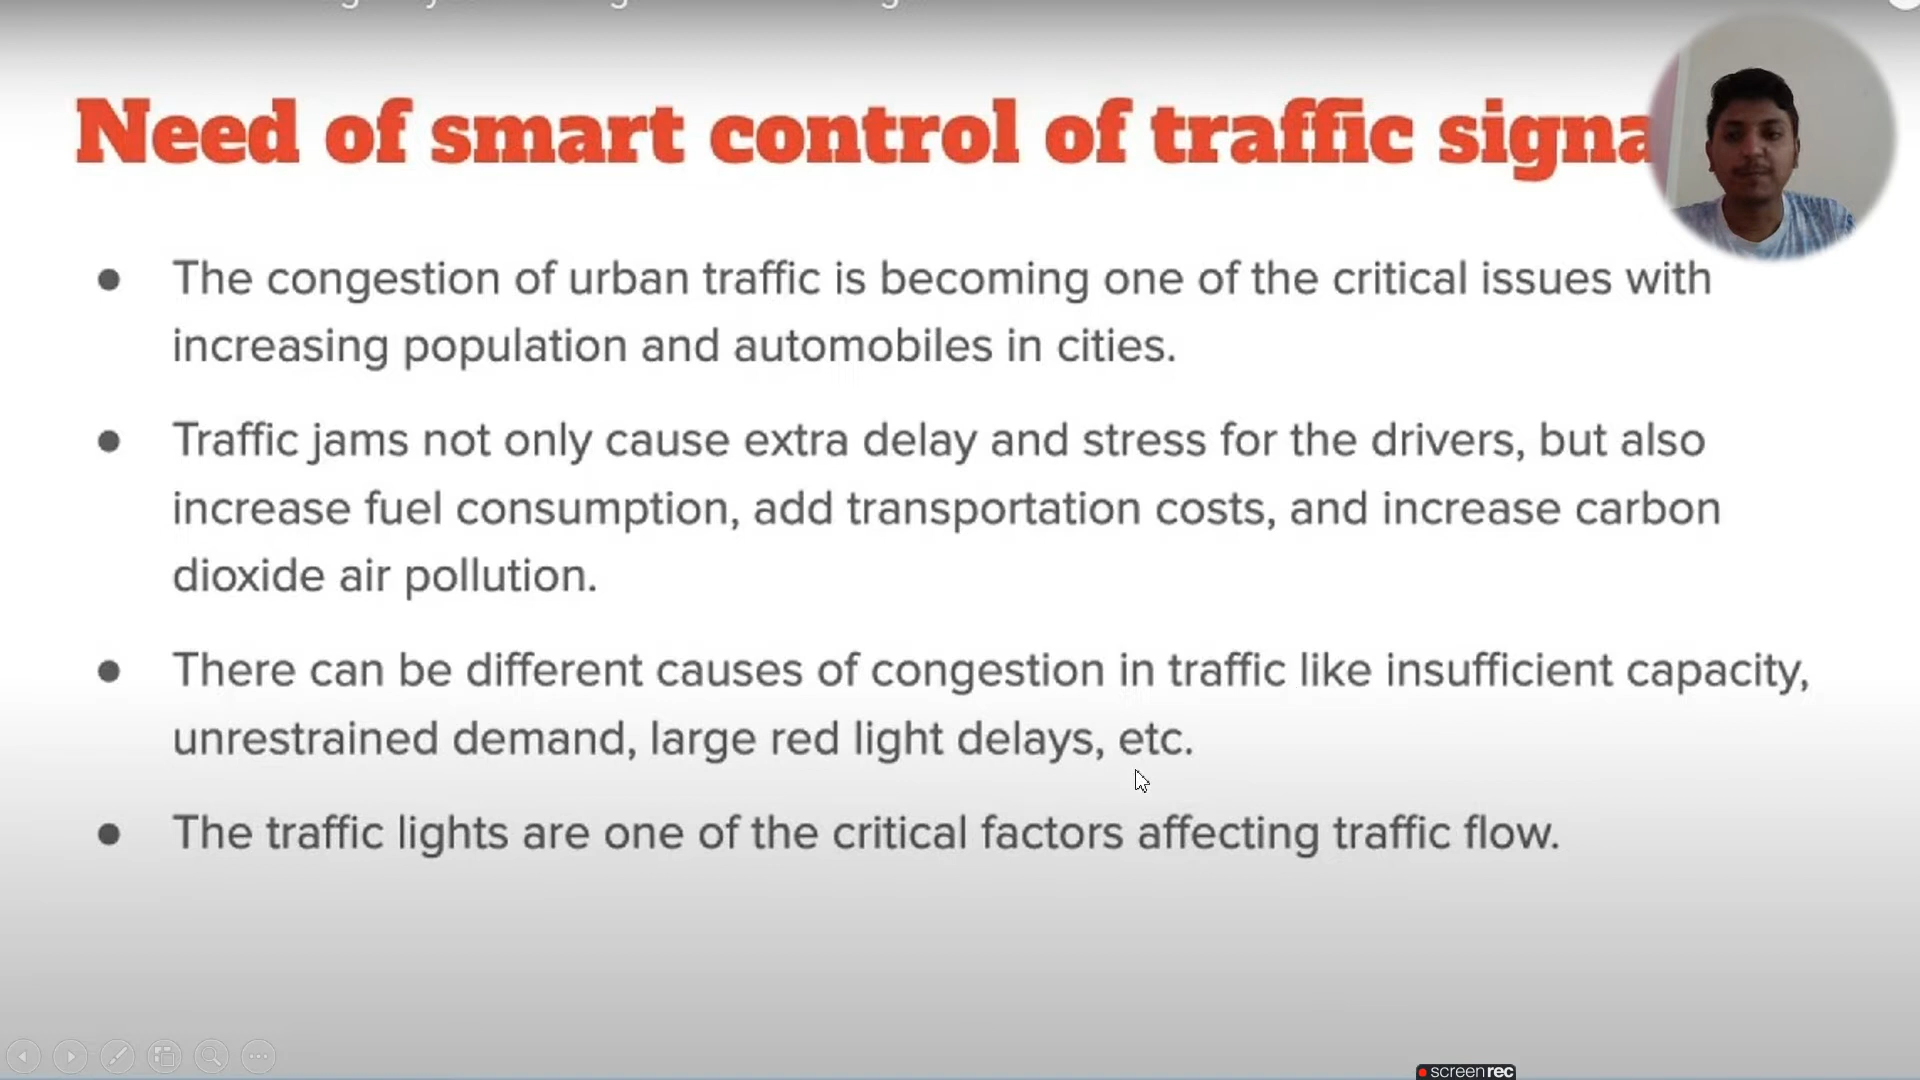 Need of smart control of traffic signa
● The congestion of urban traffic is becoming one of the critical issues with
increasing population and automobiles in cities.
● Traffic jams not only cause extra delay and stress for the drivers, but also
increase fuel consumption, add transportation costs, and increase carbon
dioxide air pollution.
● There can be different causes of congestion in traffic like insufficient capacity,
unrestrained demand, large red light delays, etc.
● The traffic lights are one of the critical factors affecting traffic flow.
screenrec